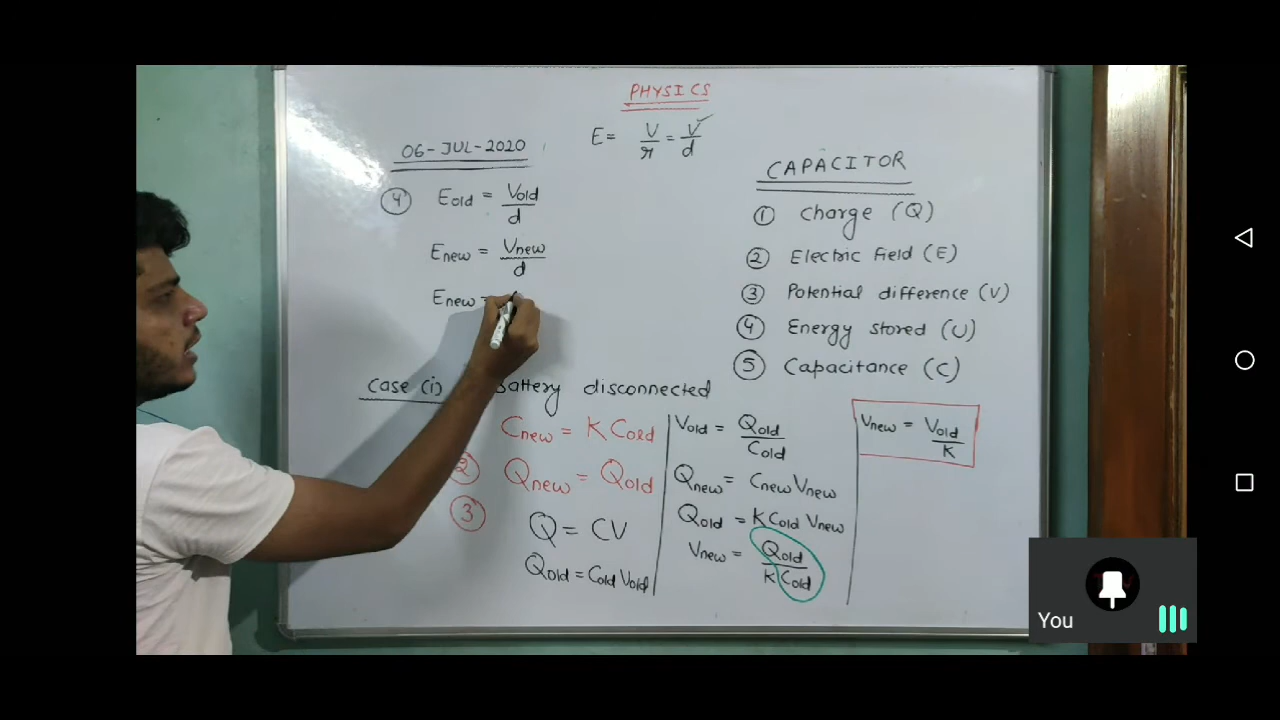 PHYSICS
E = V/r = V/d
06-JUL-2020
④ Eold = Vold/d
Enew = Vnew/d
Enew =
CAPACITOR
① Charge (Q)
② Electric field (E)
③ Potential difference (V)
④ Energy stored (U)
⑤ Capacitance (C)
Case (i) Battery disconnected
Cnew = K Cold
② Qnew = Qold
③ Q = CV
Qold = Cold Vold
Vold = Qold/Cold
Qnew = Cnew Vnew
Qold = K Cold Vnew
Vnew = Qold/K Cold
Vnew = Vold/K
You